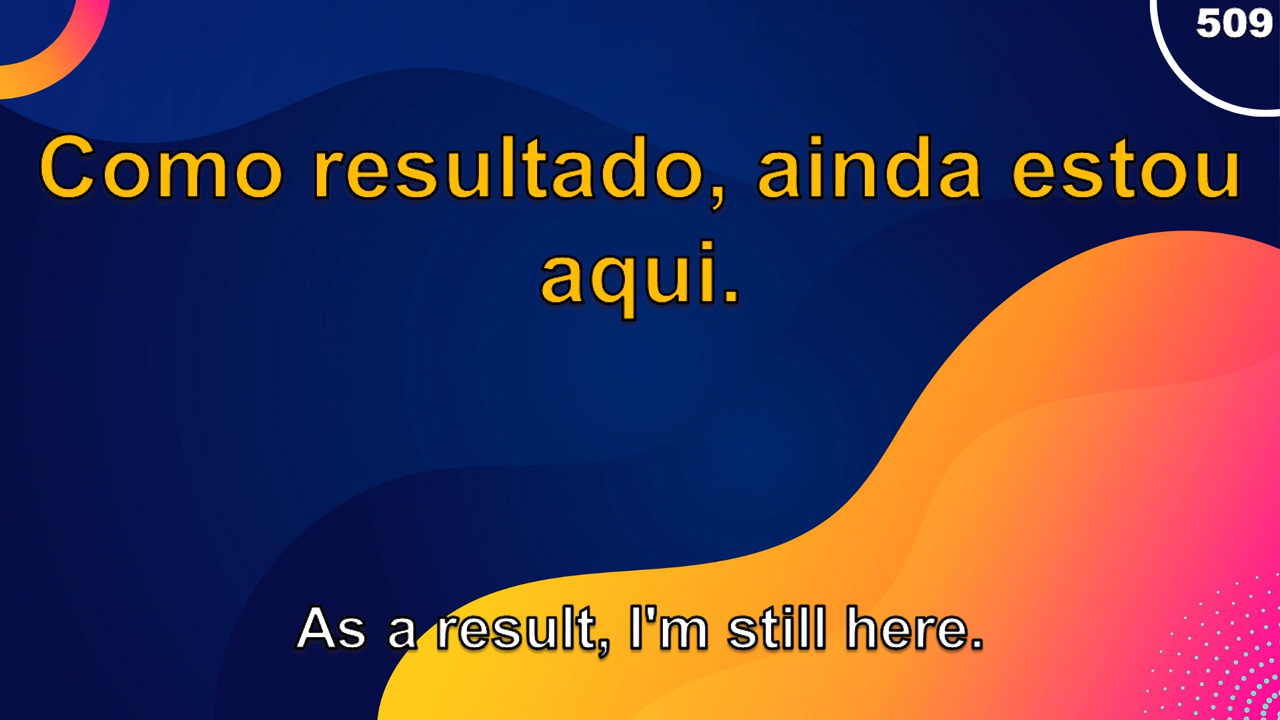 509
Como resultado, ainda estou
aqui.
As a result, I'm still here.